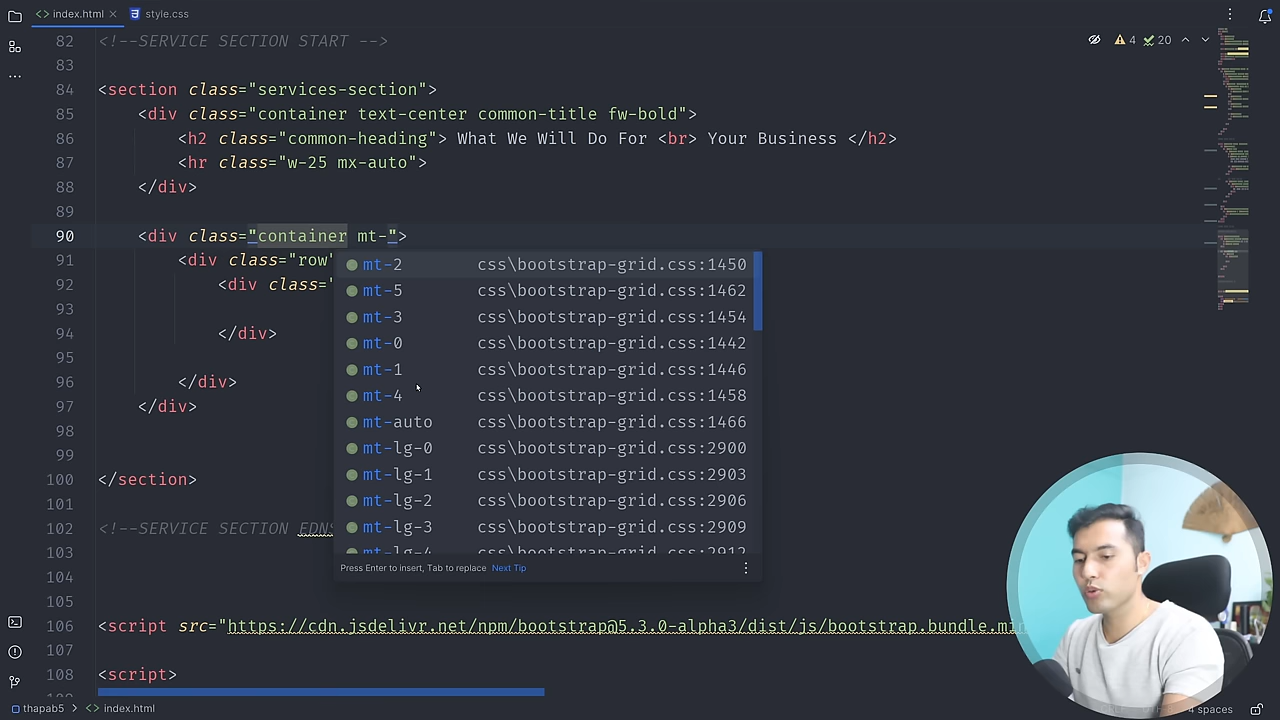 index.html
style.css
82 <!--SERVICE SECTION START -->
4 20
83
84 <section class="services-section">
85 <div class="container text-center common-title fw-bold">
86 <h2 class="common-heading"> What We Will Do For <br> Your Business </h2>
87 <hr class="w-25 mx-auto">
88 </div>
89
90 <div class="container mt-">
91 <div class="row"
92 <div class="
93
94 </div>
95
96 </div>
97 </div>
98
99
100 </section>
101
102 <!--SERVICE SECTION EDNS
103
104
105
106 <script src="https://cdn.jsdelivr.net/npm/bootstrap@5.3.0-alpha3/dist/js/bootstrap.bundle.min
107
108 <script>
mt-2 css\bootstrap-grid.css:1450
mt-5 css\bootstrap-grid.css:1462
mt-3 css\bootstrap-grid.css:1454
mt-0 css\bootstrap-grid.css:1442
mt-1 css\bootstrap-grid.css:1446
mt-4 css\bootstrap-grid.css:1458
mt-auto css\bootstrap-grid.css:1466
mt-lg-0 css\bootstrap-grid.css:2900
mt-lg-1 css\bootstrap-grid.css:2903
mt-lg-2 css\bootstrap-grid.css:2906
mt-lg-3 css\bootstrap-grid.css:2909
mt-lg-4 css\bootstrap-grid.css:2912
Press Enter to insert, Tab to replace Next Tip
thapab5 > index.html
4 spaces